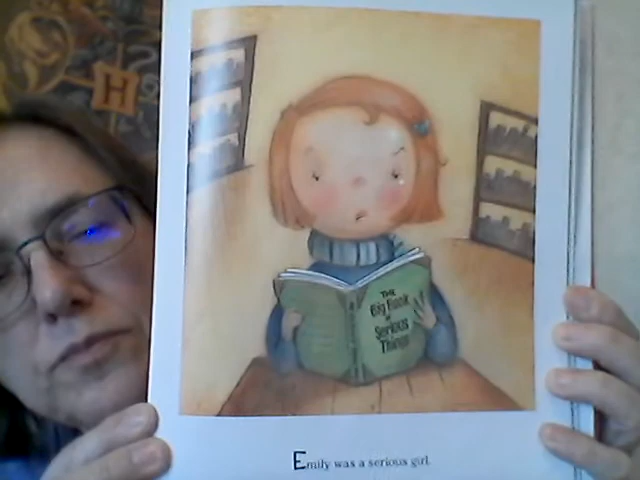 H
THE
Big Book
of
Serious
Things
Emily was a serious girl.